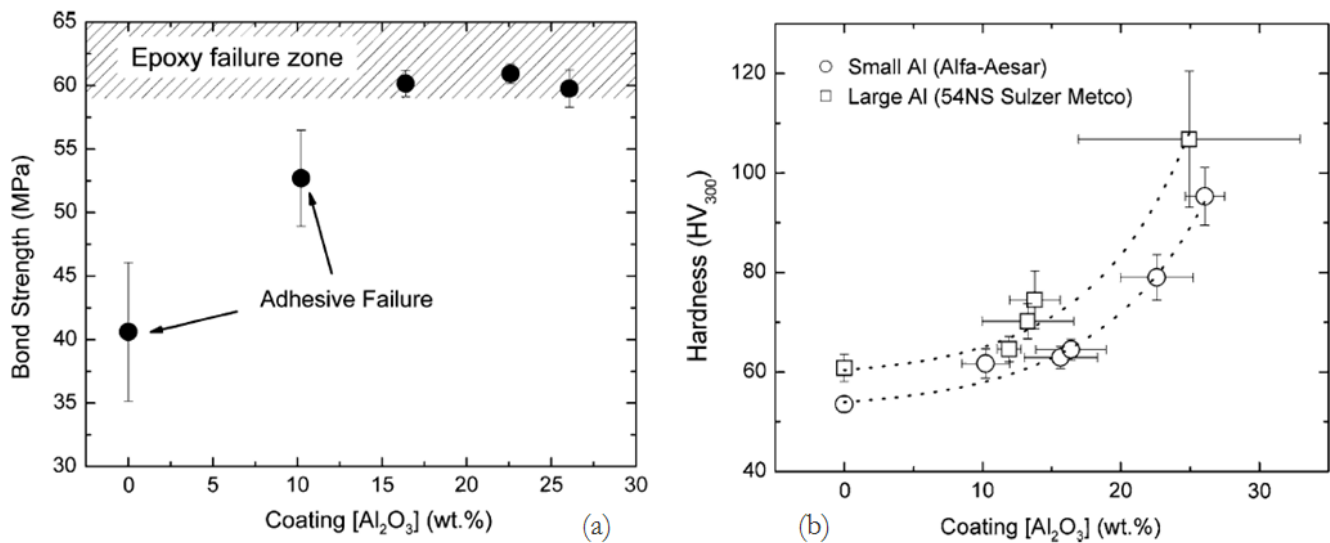 65
60
55
50
45
40
35
30
Bond Strength (MPa)
Epoxy failure zone
Adhesive Failure
0 5 10 15 20 25 30
Coating [Al₂O₃] (wt.%)
(a)
120
100
80
60
40
Hardness (HV₃₀₀)
Small Al (Alfa-Aesar)
Large Al (54NS Sulzer Metco)
0 10 20 30
Coating [Al₂O₃] (wt.%)
(b)